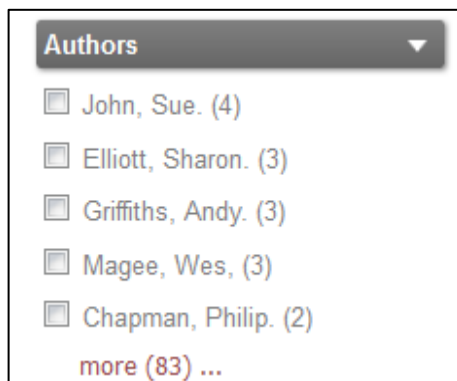 Authors
John, Sue. (4)
Elliott, Sharon. (3)
Griffiths, Andy. (3)
Magee, Wes, (3)
Chapman, Philip. (2)
more (83) ...